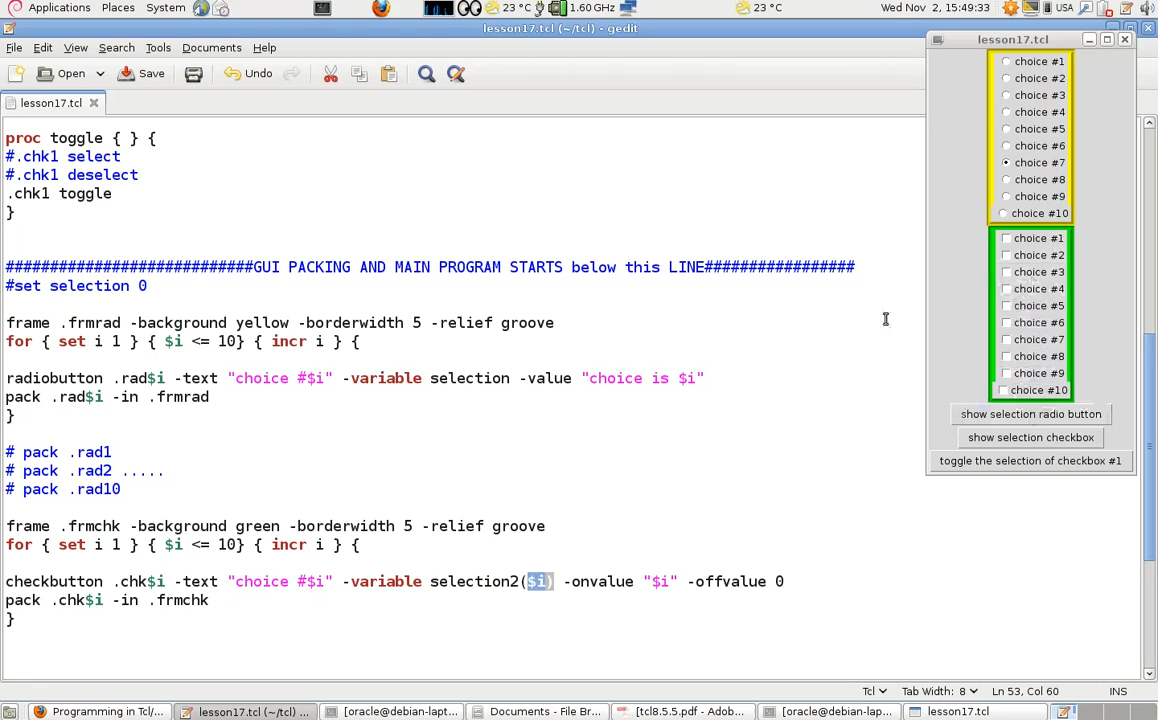 Applications Places System 23 °C 1.60 GHz 23 °C Wed Nov 2, 15:49:33 USA
lesson17.tcl (~/tcl) - gedit
File Edit View Search Tools Documents Help
Open Save Undo
lesson17.tcl
proc toggle { } {
#.chk1 select
#.chk1 deselect
.chk1 toggle
}
############################GUI PACKING AND MAIN PROGRAM STARTS below this LINE#################
#set selection 0
frame .frmrad -background yellow -borderwidth 5 -relief groove
for { set i 1 } { $i <= 10} { incr i } {
radiobutton .rad$i -text "choice #$i" -variable selection -value "choice is $i"
pack .rad$i -in .frmrad
}
# pack .rad1
# pack .rad2 .....
# pack .rad10
frame .frmchk -background green -borderwidth 5 -relief groove
for { set i 1 } { $i <= 10} { incr i } {
checkbutton .chk$i -text "choice #$i" -variable selection2($i) -onvalue "$i" -offvalue 0
pack .chk$i -in .frmchk
}
lesson17.tcl
choice #1
choice #2
choice #3
choice #4
choice #5
choice #6
choice #7
choice #8
choice #9
choice #10
choice #1
choice #2
choice #3
choice #4
choice #5
choice #6
choice #7
choice #8
choice #9
choice #10
show selection radio button
show selection checkbox
toggle the selection of checkbox #1
Tcl Tab Width: 8 Ln 53, Col 60 INS
Programming in Tcl/... lesson17.tcl (~/tcl) ... [oracle@debian-lapt... Documents - File Br... [tcl8.5.5.pdf - Adob... [oracle@debian-lap... lesson17.tcl